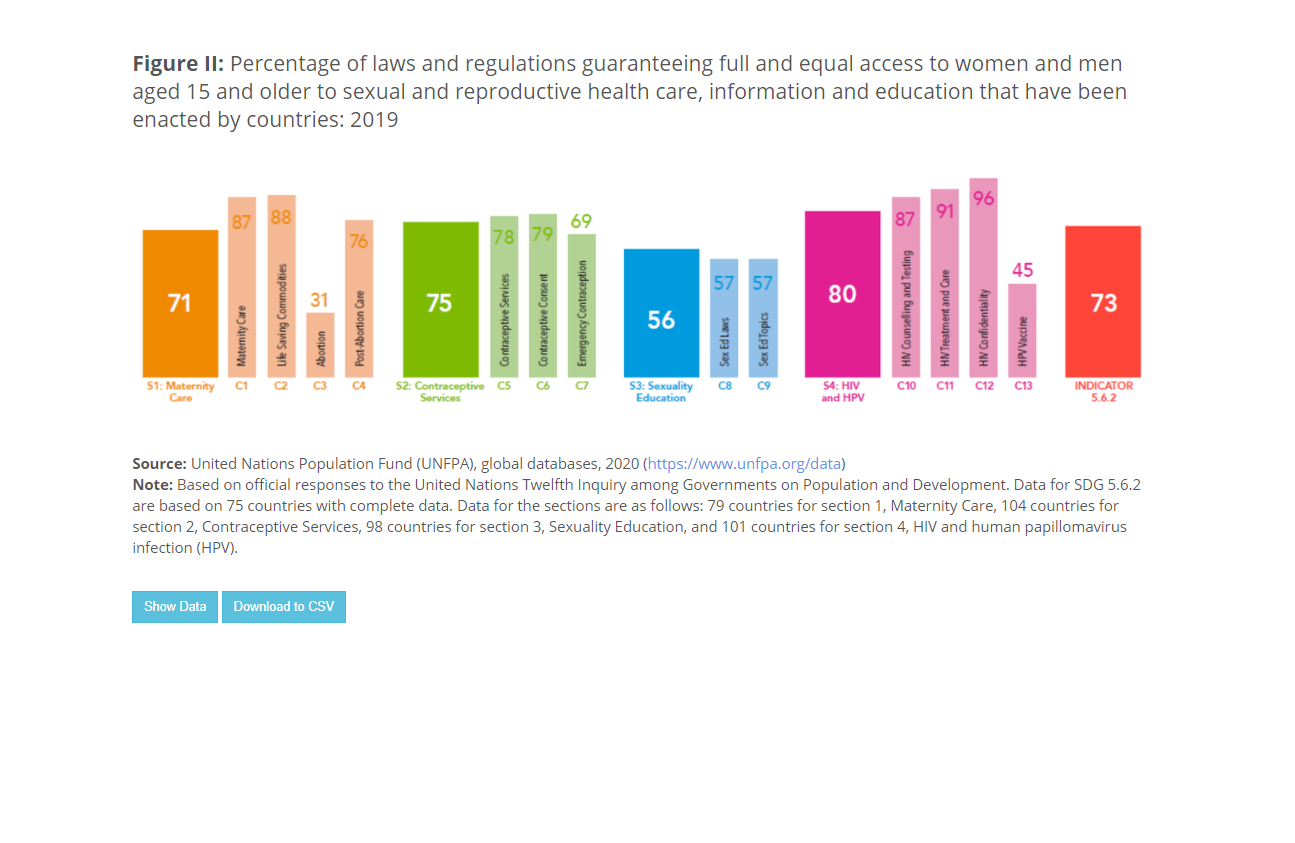 Figure II: Percentage of laws and regulations guaranteeing full and equal access to women and men
aged 15 and older to sexual and reproductive health care, information and education that have been
enacted by countries: 2019
71
87
Maternity Care
88
Life Saving Commodities
31
Abortion
76
Post-Abortion Care
75
78
Contraceptive Services
79
Contraceptive Consent
69
Emergency Contraception
56
57
Sex Ed Laws
57
Sex Ed Topics
80
87
HIV Counselling and Testing
91
HIV Treatment and Care
96
HIV Confidentiality
45
HPV Vaccine
73
S1: Maternity
Care
C1
C2
C3
C4
S2: Contraceptive
Services
C5
C6
C7
S3: Sexuality
Education
C8
C9
S4: HIV
and HPV
C10
C11
C12
C13
INDICATOR
5.6.2
Source: United Nations Population Fund (UNFPA), global databases, 2020 (https://www.unfpa.org/data)
Note: Based on official responses to the United Nations Twelfth Inquiry among Governments on Population and Development. Data for SDG 5.6.2
are based on 75 countries with complete data. Data for the sections are as follows: 79 countries for section 1, Maternity Care, 104 countries for
section 2, Contraceptive Services, 98 countries for section 3, Sexuality Education, and 101 countries for section 4, HIV and human papillomavirus
infection (HPV).
Show Data
Download to CSV